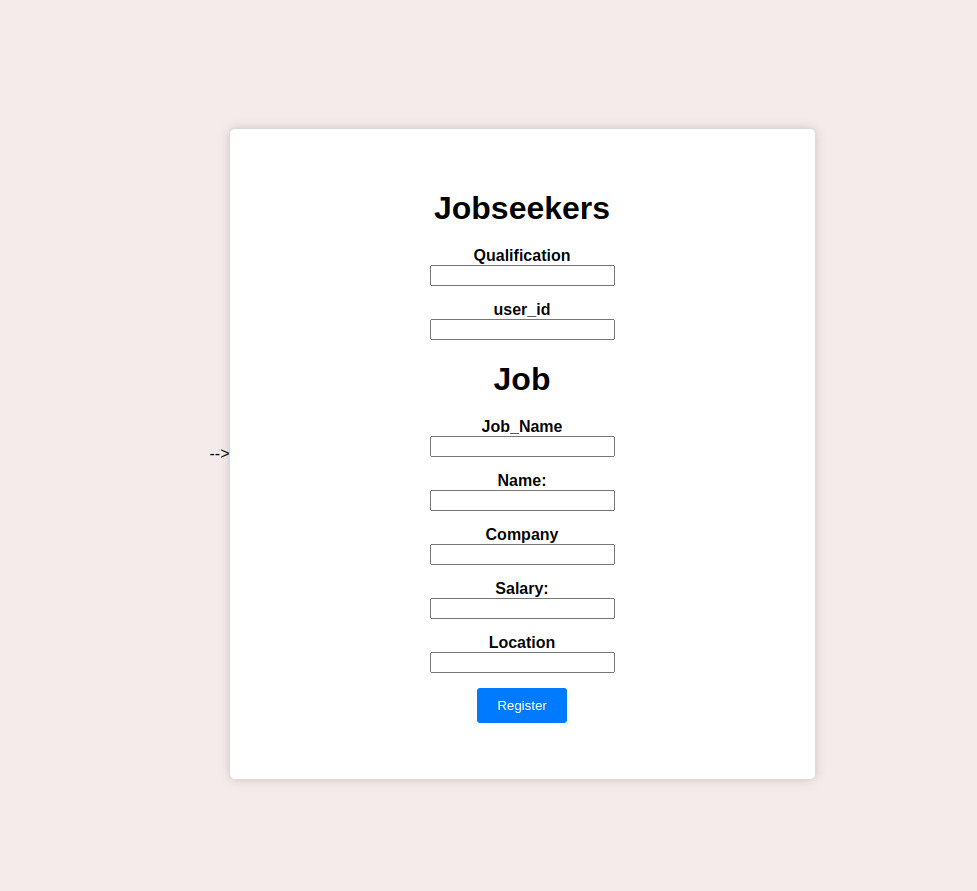 Jobseekers
Qualification
user_id
Job
Job_Name
-->
Name:
Company
Salary:
Location
Register